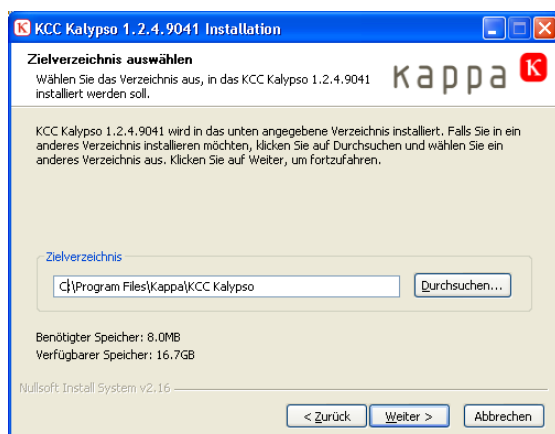 KCC Kalypso 1.2.4.9041 Installation
Zielverzeichnis auswählen
Wählen Sie das Verzeichnis aus, in das KCC Kalypso 1.2.4.9041
installiert werden soll.
kappa
KCC Kalypso 1.2.4.9041 wird in das unten angegebene Verzeichnis installiert. Falls Sie in ein
anderes Verzeichnis installieren möchten, klicken Sie auf Durchsuchen und wählen Sie ein
anderes Verzeichnis aus. Klicken Sie auf Weiter, um fortzufahren.
Zielverzeichnis
C:\Program Files\Kappa\KCC Kalypso
Durchsuchen...
Benötigter Speicher: 8.0MB
Verfügbarer Speicher: 16.7GB
Nullsoft Install System v2.16
< Zurück
Weiter >
Abbrechen